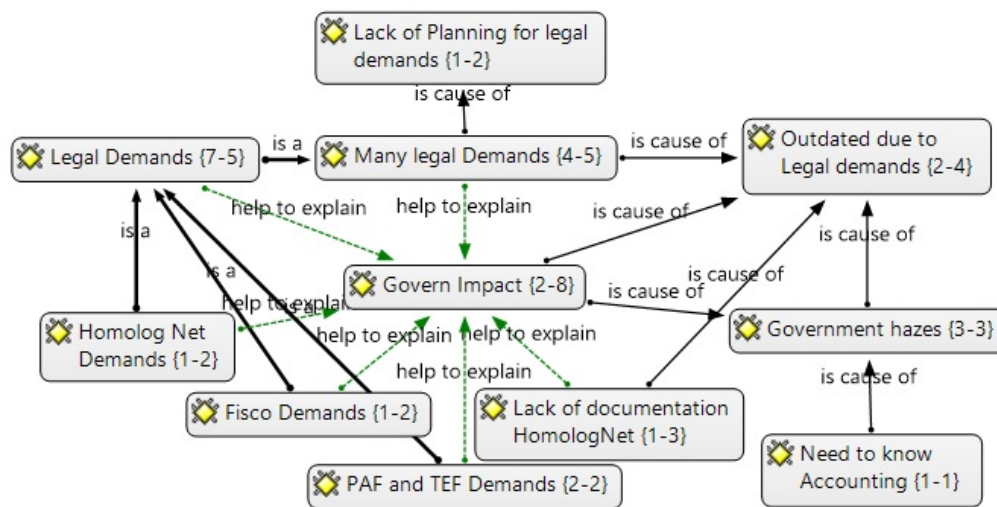 Lack of Planning for legal
demands {1-2}
is cause of
Legal Demands {7-5}
is a
Many legal Demands {4-5}
is cause of
Outdated due to
Legal demands {2-4}
help to explain
help to explain
is cause of
is a
is cause of
is a
Govern Impact {2-8}
is cause of
is cause of
help to explain
is a
Homolog Net
Demands {1-2}
help to explain
help to explain
Government hazes {3-3}
help to explain
is cause of
Fisco Demands {1-2}
Lack of documentation
HomologNet {1-3}
PAF and TEF Demands {2-2}
Need to know
Accounting {1-1}